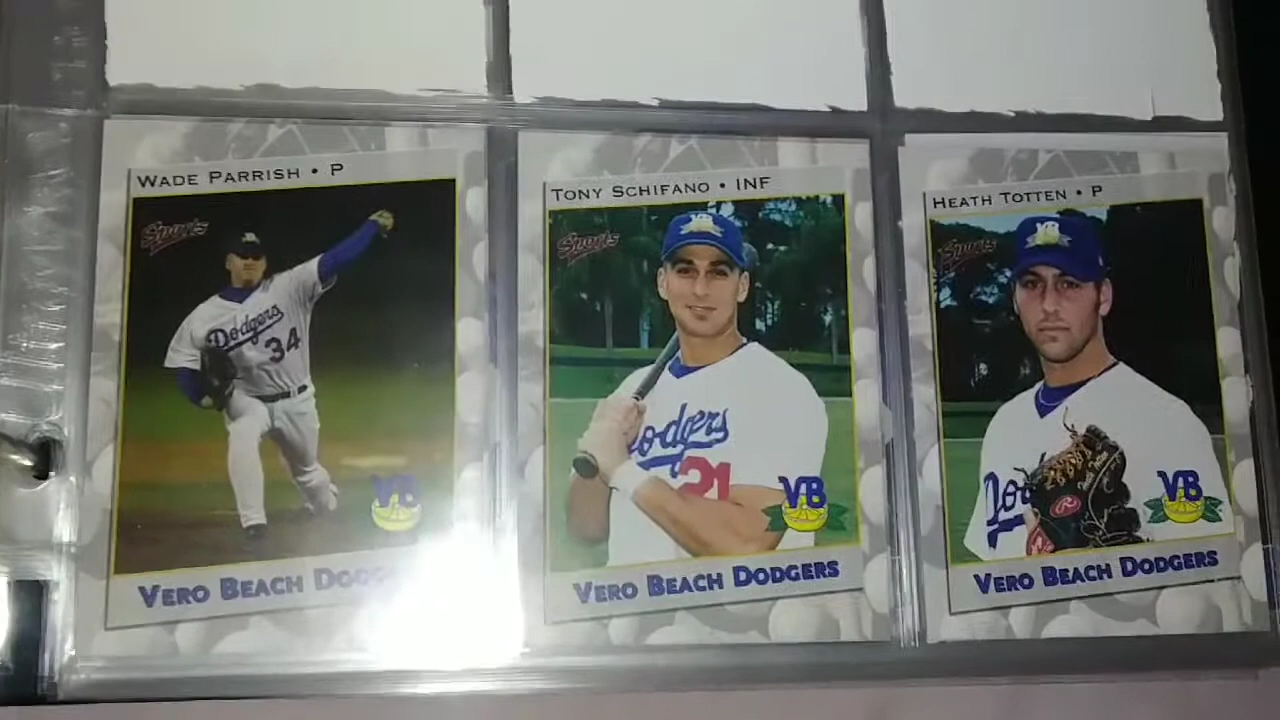 WADE PARRISH • P
Sports
Dodgers
34
VB
VERO BEACH
TONY SCHIFANO • INF
Sports
VB
Dodgers
21
VB
VERO BEACH DODGERS
HEATH TOTTEN • P
Sports
VB
VB
VERO BEACH DODGERS